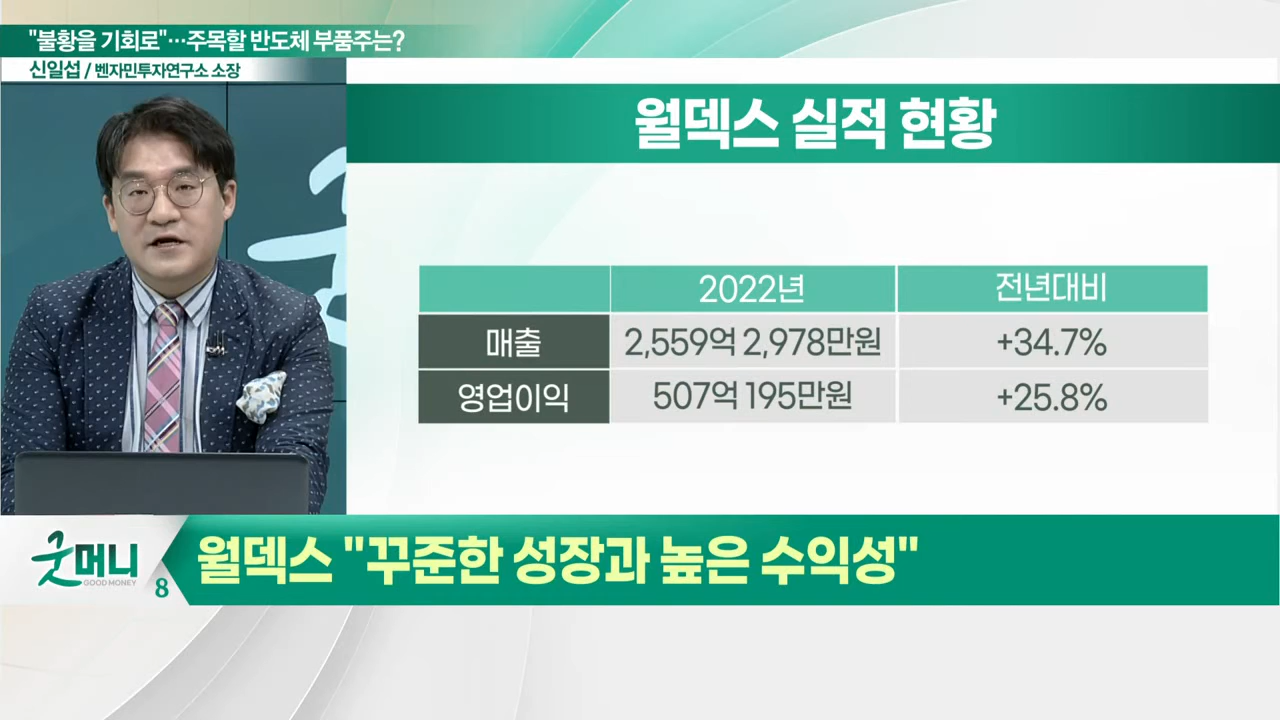 "불황을 기회로"…주목할 반도체 부품주는?
신일섭 / 벤자민투자연구소 소장
월덱스 실적 현황
2022년 전년대비
매출 2,559억 2,978만원 +34.7%
영업이익 507억 195만원 +25.8%
굿머니
GOOD MONEY
8
월덱스 "꾸준한 성장과 높은 수익성"